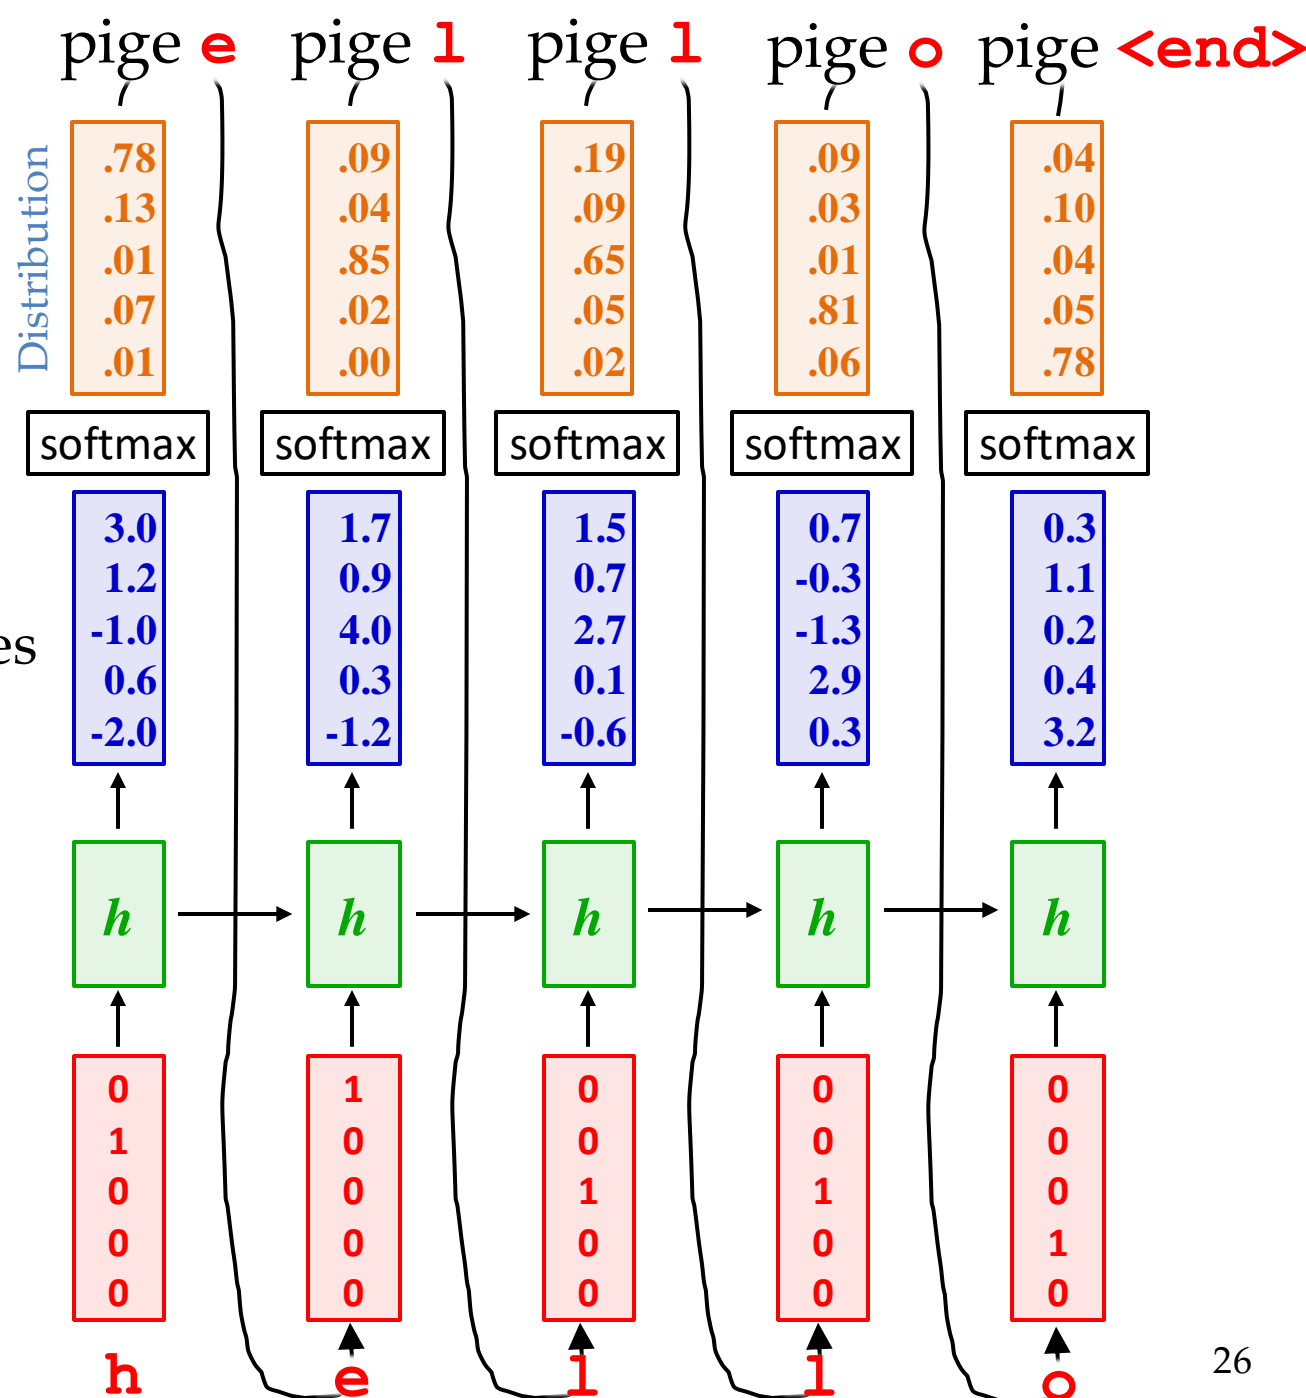 pige e pige l pige l pige o pige <end>
Distribution
.78 .09 .19 .09 .04
.13 .04 .09 .03 .10
.01 .85 .65 .01 .04
.07 .02 .05 .81 .05
.01 .00 .02 .06 .78
softmax softmax softmax softmax softmax
3.0 1.7 1.5 0.7 0.3
1.2 0.9 0.7 -0.3 1.1
-1.0 4.0 2.7 -1.3 0.2
es
0.6 0.3 0.1 2.9 0.4
-2.0 -1.2 -0.6 0.3 3.2
h h h h h
0 1 0 0 0
1 0 0 0 0
0 0 1 1 0
0 0 0 0 1
0 0 0 0 0
h e l l o
26